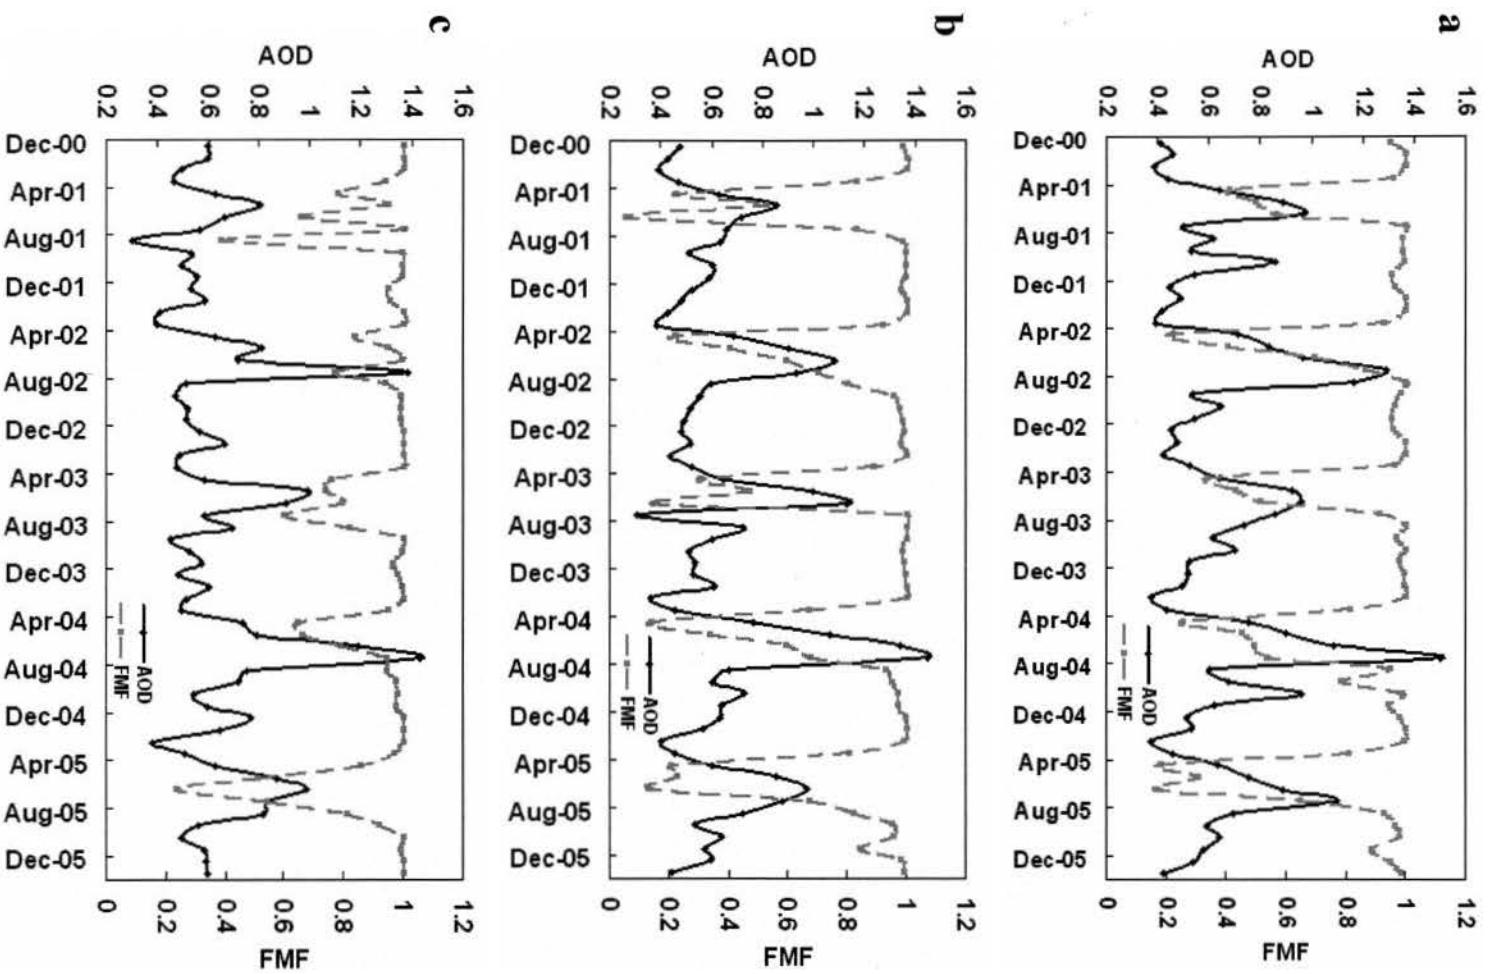 a
AOD
0.2 0.4 0.6 0.8 1 1.2 1.4 1.6
Dec-00
Apr-01
Aug-01
Dec-01
Apr-02
Aug-02
Dec-02
Apr-03
Aug-03
Dec-03
Apr-04
Aug-04
Dec-04
Apr-05
Aug-05
Dec-05
AOD
FMF
0 0.2 0.4 0.6 0.8 1 1.2
FMF
b
AOD
0.2 0.4 0.6 0.8 1 1.2 1.4 1.6
Dec-00
Apr-01
Aug-01
Dec-01
Apr-02
Aug-02
Dec-02
Apr-03
Aug-03
Dec-03
Apr-04
Aug-04
Dec-04
Apr-05
Aug-05
Dec-05
AOD
FMF
0 0.2 0.4 0.6 0.8 1 1.2
FMF
c
AOD
0.2 0.4 0.6 0.8 1 1.2 1.4 1.6
Dec-00
Apr-01
Aug-01
Dec-01
Apr-02
Aug-02
Dec-02
Apr-03
Aug-03
Dec-03
Apr-04
Aug-04
Dec-04
Apr-05
Aug-05
Dec-05
AOD
FMF
0 0.2 0.4 0.6 0.8 1 1.2
FMF